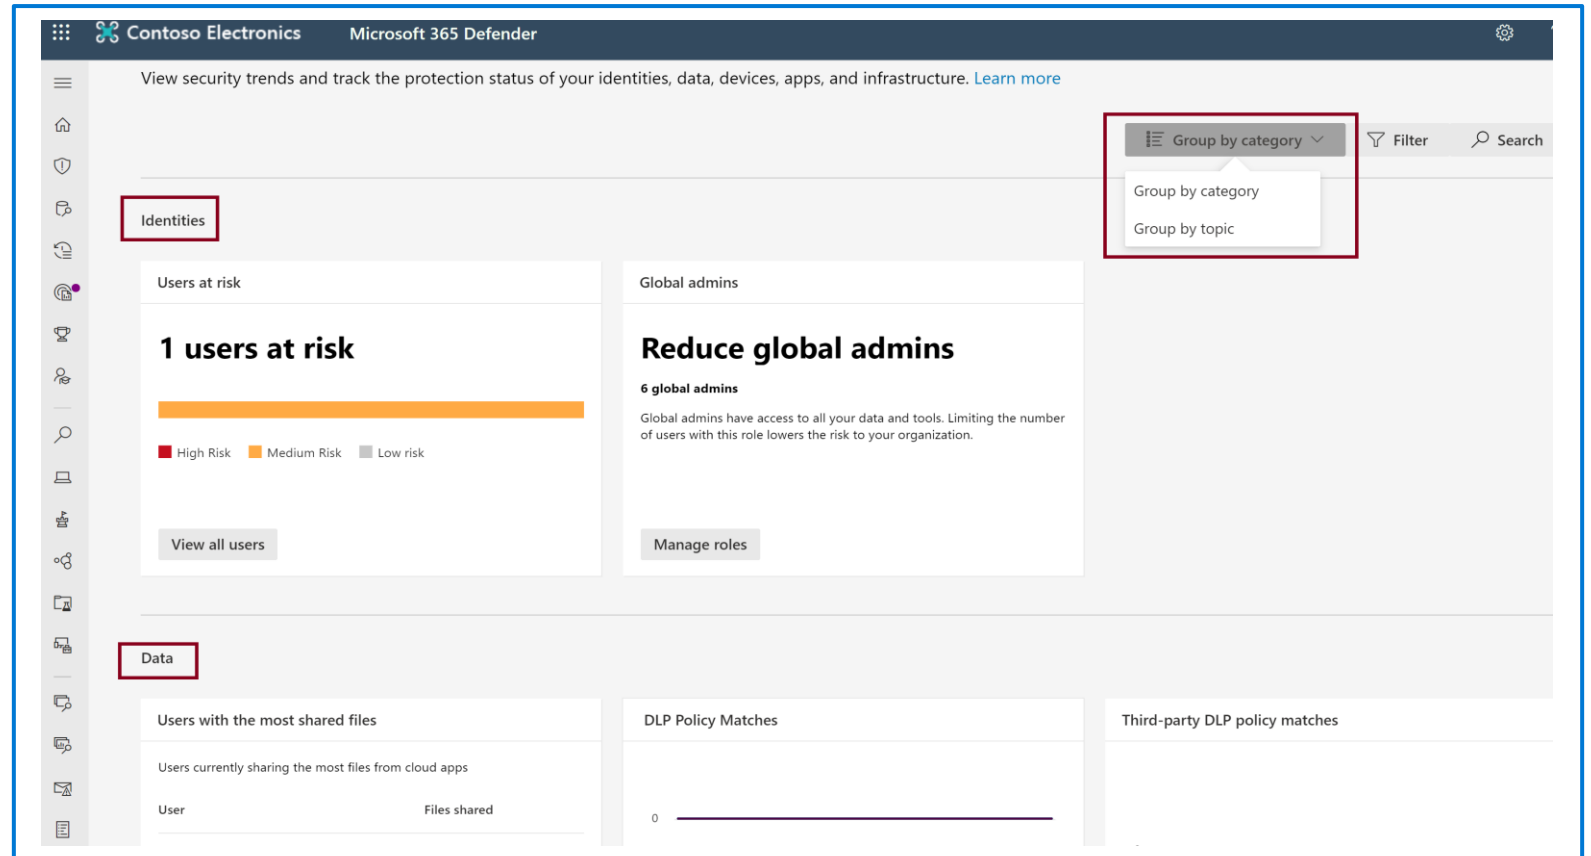 Contoso Electronics
Microsoft 365 Defender
View security trends and track the protection status of your identities, data, devices, apps, and infrastructure. Learn more
Group by category
Filter
Search
Group by category
Group by topic
Identities
Users at risk
1 users at risk
High Risk
Medium Risk
Low risk
View all users
Global admins
Reduce global admins
6 global admins
Global admins have access to all your data and tools. Limiting the number
of users with this role lowers the risk to your organization.
Manage roles
Data
Users with the most shared files
Users currently sharing the most files from cloud apps
User
Files shared
DLP Policy Matches
0
Third-party DLP policy matches